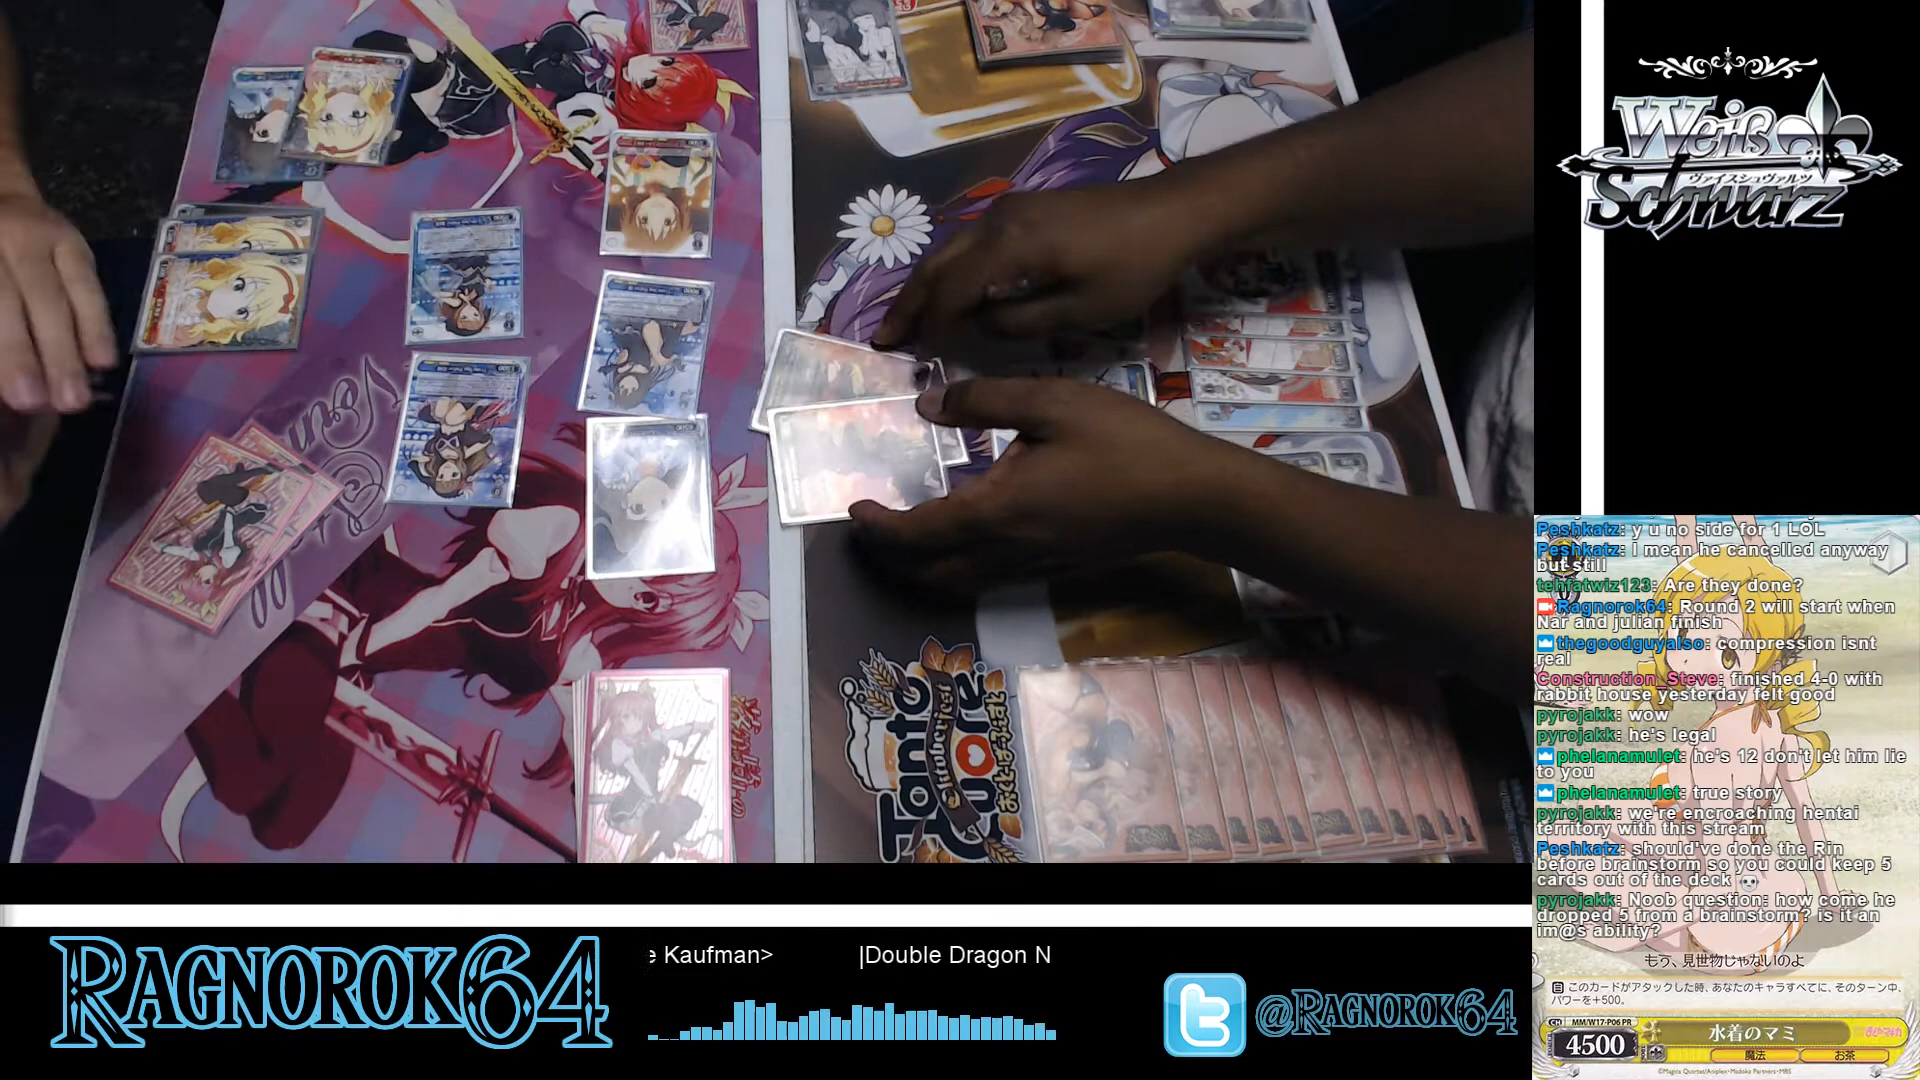 Weiß
ヴァイスシュヴァルツ
Schwarz
Peshkatz: y u no side for 1 LOL
Peshkatz: I mean he cancelled anyway
but still
tehfatwiz123: Are they done?
Ragnorok64: Round 2 will start when
Nar and julian finish
thegoodguyalso: compression isnt
real
Construction_Steve: finished 4-0 with
rabbit house yesterday felt good
pyrojakk: wow
pyrojakk: he's legal
phelanamulet: he's 12 don't let him lie
to you
phelanamulet: true story
pyrojakk: we're encroaching hentai
territory with this stream
Peshkatz: should've done the Rin
before brainstorm so you could keep 5
cards out of the deck
pyrojakk: Noob question: how come he
dropped 5 from a brainstorm? is it an
im@s ability?
もう、見世物じゃないのよ
このカードがアタックした時、あなたのキャラすべてに、そのターン中、
パワーを+500。
MM/W17-P06 PR
4500
水着のマミ
魔法
お茶
Tanto
Cuore
Oktoberfest
RAGNOROK64
e Kaufman>
|Double Dragon N
@RAGNOROK64